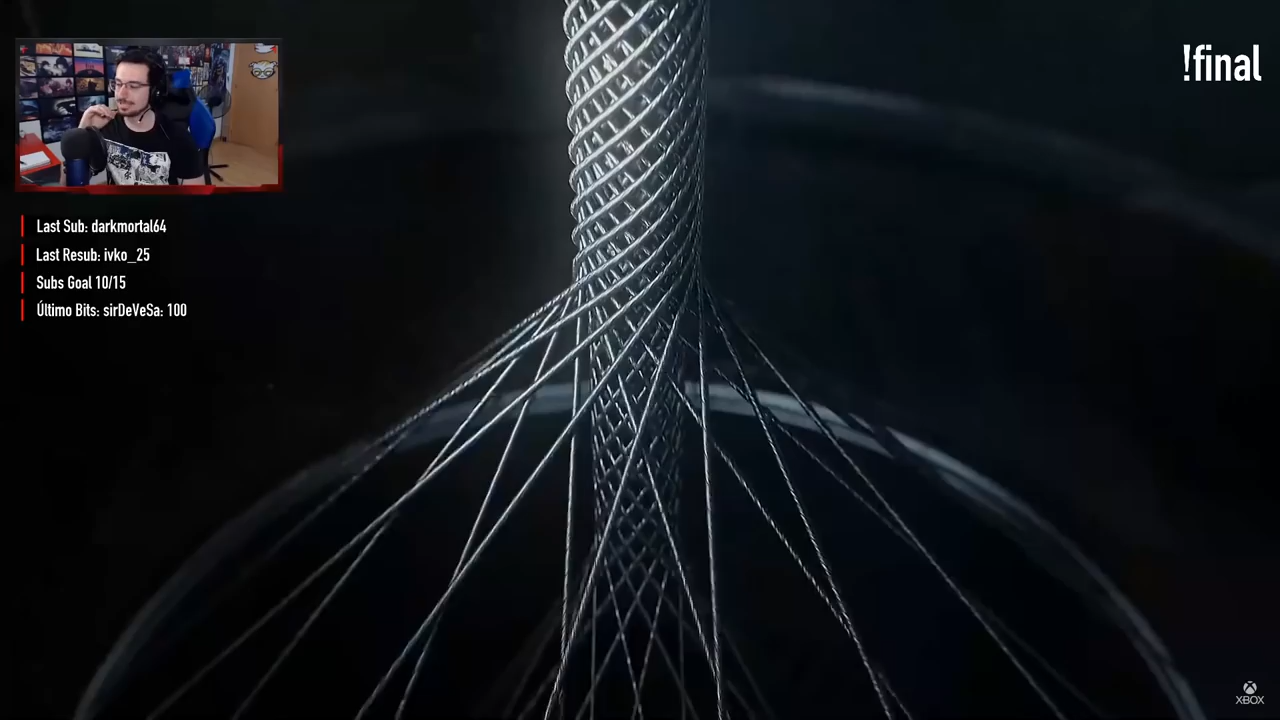 !final
Last Sub: darkmortal64
Last Resub: ivko_25
Subs Goal 10/15
Último Bits: sirDeVeSa: 100
XBOX